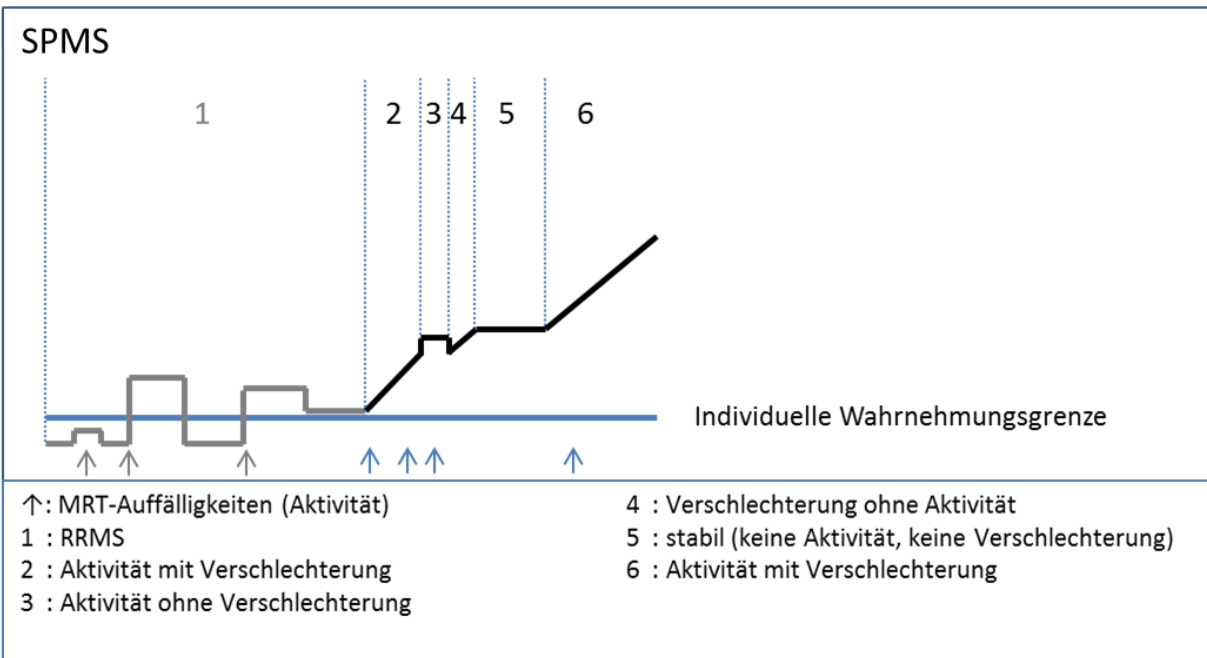 SPMS
1 2 3 4 5 6
Individuelle Wahrnehmungsgrenze
↑: MRT-Auffälligkeiten (Aktivität)
1 : RRMS
2 : Aktivität mit Verschlechterung
3 : Aktivität ohne Verschlechterung
4 : Verschlechterung ohne Aktivität
5 : stabil (keine Aktivität, keine Verschlechterung)
6 : Aktivität mit Verschlechterung